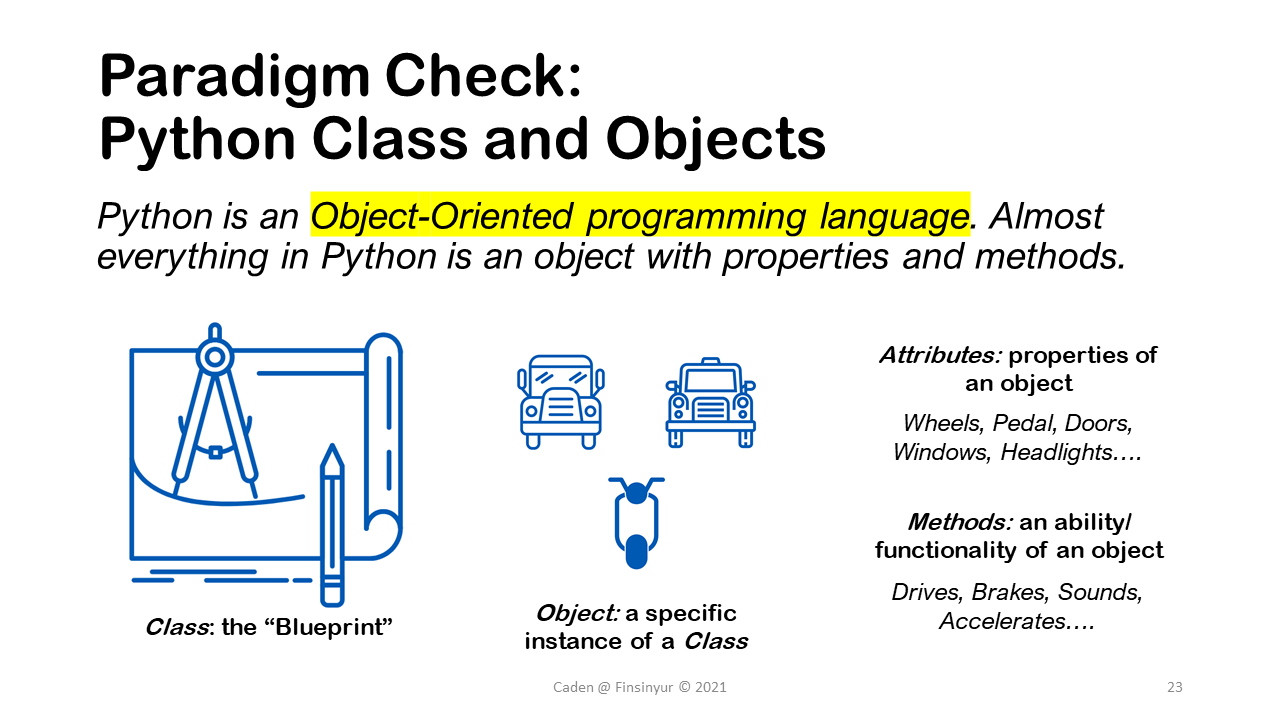 Paradigm Check:
Python Class and Objects
Python is an Object-Oriented programming language. Almost
everything in Python is an object with properties and methods.
Class: the “Blueprint”
Object: a specific
instance of a Class
Attributes: properties of
an object
Wheels, Pedal, Doors,
Windows, Headlights….
Methods: an ability/
functionality of an object
Drives, Brakes, Sounds,
Accelerates….
Caden @ Finsinyur © 2021
23